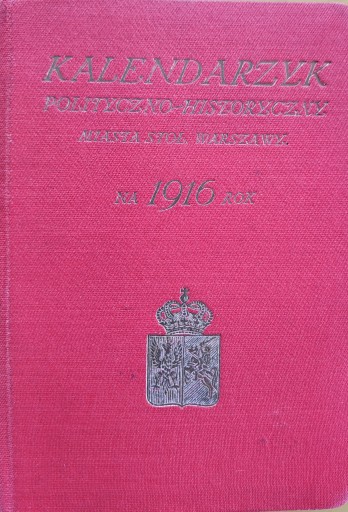 KALENDARZYK
POLITYCZNO-HISTORYCZNY
MIASTA STOŁ. WARSZAWY.
NA 1916 ROK